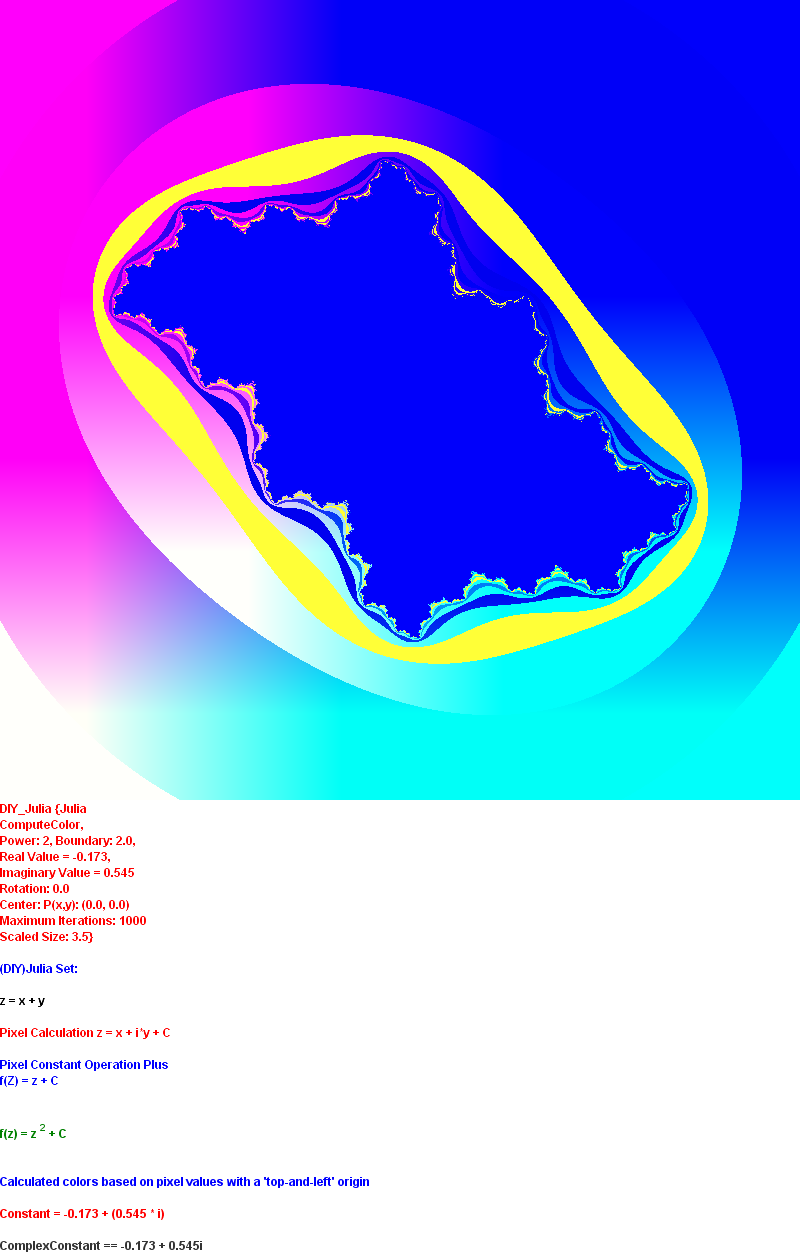 DIY_Julia {Julia
ComputeColor,
Power: 2, Boundary: 2.0,
Real Value = -0.173,
Imaginary Value = 0.545
Rotation: 0.0
Center: P(x,y): (0.0, 0.0)
Maximum Iterations: 1000
Scaled Size: 3.5}
(DIY)Julia Set:
z = x + y
Pixel Calculation z = x + i*y + C
Pixel Constant Operation Plus
f(Z) = z + C
f(z) = z 2 + C
Calculated colors based on pixel values with a 'top-and-left' origin
Constant = -0.173 + (0.545 * i)
ComplexConstant == -0.173 + 0.545i